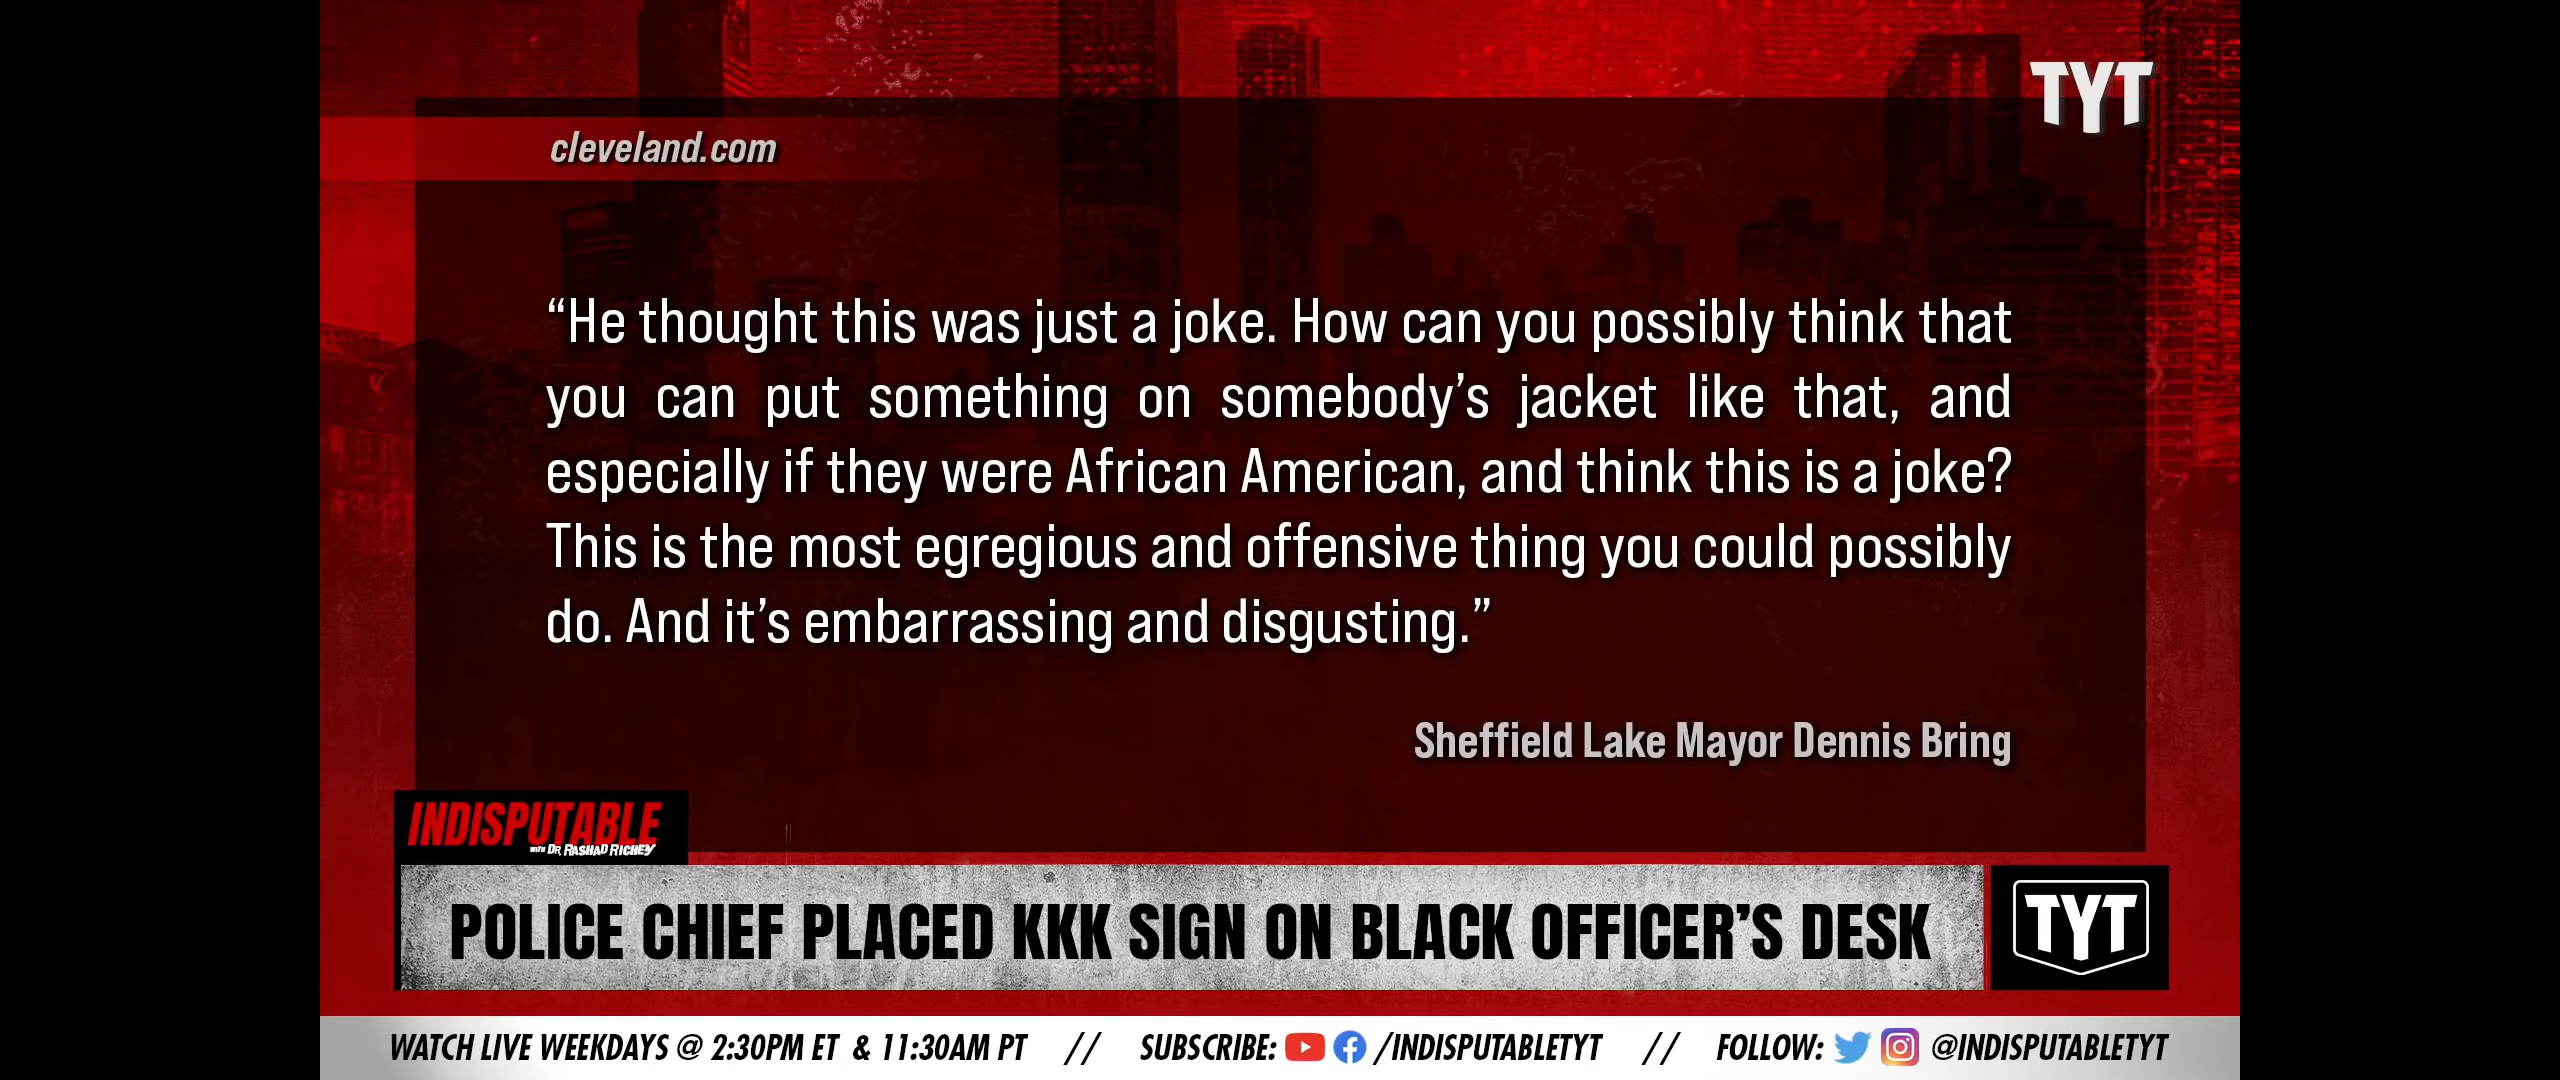 TYT
cleveland.com
“He thought this was just a joke. How can you possibly think that
you can put something on somebody’s jacket like that, and
especially if they were African American, and think this is a joke?
This is the most egregious and offensive thing you could possibly
do. And it’s embarrassing and disgusting.”
Sheffield Lake Mayor Dennis Bring
INDISPUTABLE
WITH DR RASHAD RICHEY
POLICE CHIEF PLACED KKK SIGN ON BLACK OFFICER’S DESK
TYT
WATCH LIVE WEEKDAYS @ 2:30PM ET & 11:30AM PT // SUBSCRIBE: /INDISPUTABLETYT // FOLLOW: @INDISPUTABLETYT